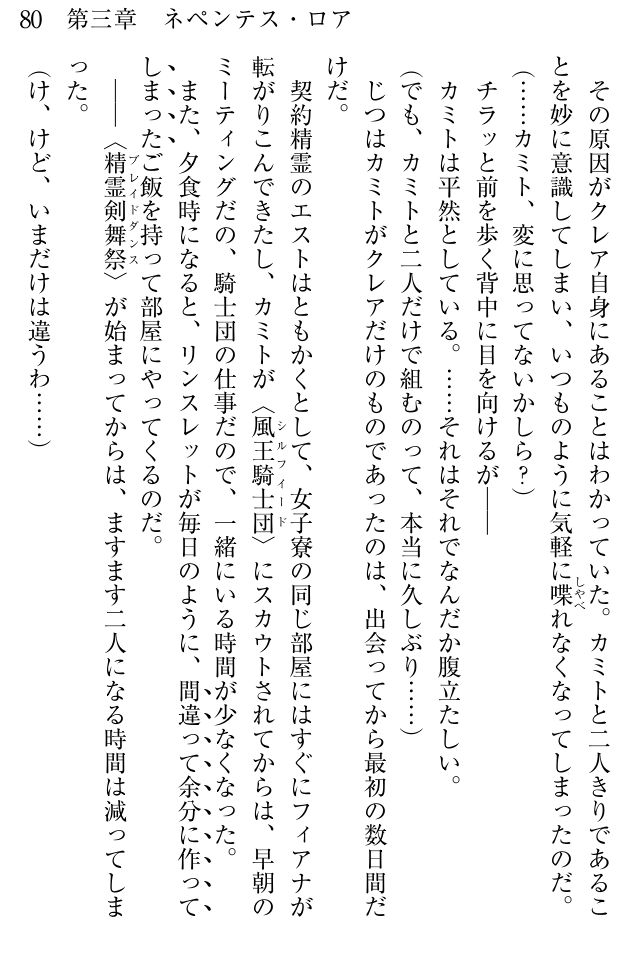 80　第三章　ネペンテス・ロア
　その原因がクレア自身にあることはわかっていた。カミトと二人きりであるこ
とを妙に意識してしまい、いつものように気軽に喋れなくなってしまったのだ。
しやべ
（……カミト、変に思ってないかしら？）
　チラッと前を歩く背中に目を向けるが――
　カミトは平然としている。……それはそれでなんだか腹立たしい。
（でも、カミトと二人だけで組むのって、本当に久しぶり……）
　じつはカミトがクレアだけのものであったのは、出会ってから最初の数日間だ
けだ。
　契約精霊のエストはともかくとして、女子寮の同じ部屋にはすぐにフィアナが
転がりこんできたし、カミトが〈風王騎士団〉にスカウトされてからは、早朝の
シルフィード
ミーティングだの、騎士団の仕事だので、一緒にいる時間が少なくなった。
　また、夕食時になると、リンスレットが毎日のように、間違って余分に作って
しまったご飯を持って部屋にやってくるのだ。
　――〈精霊剣舞祭〉が始まってからは、ますます二人になる時間は減ってしま
ブレイドダンス
った。
（け、けど、いまだけは違うわ……）